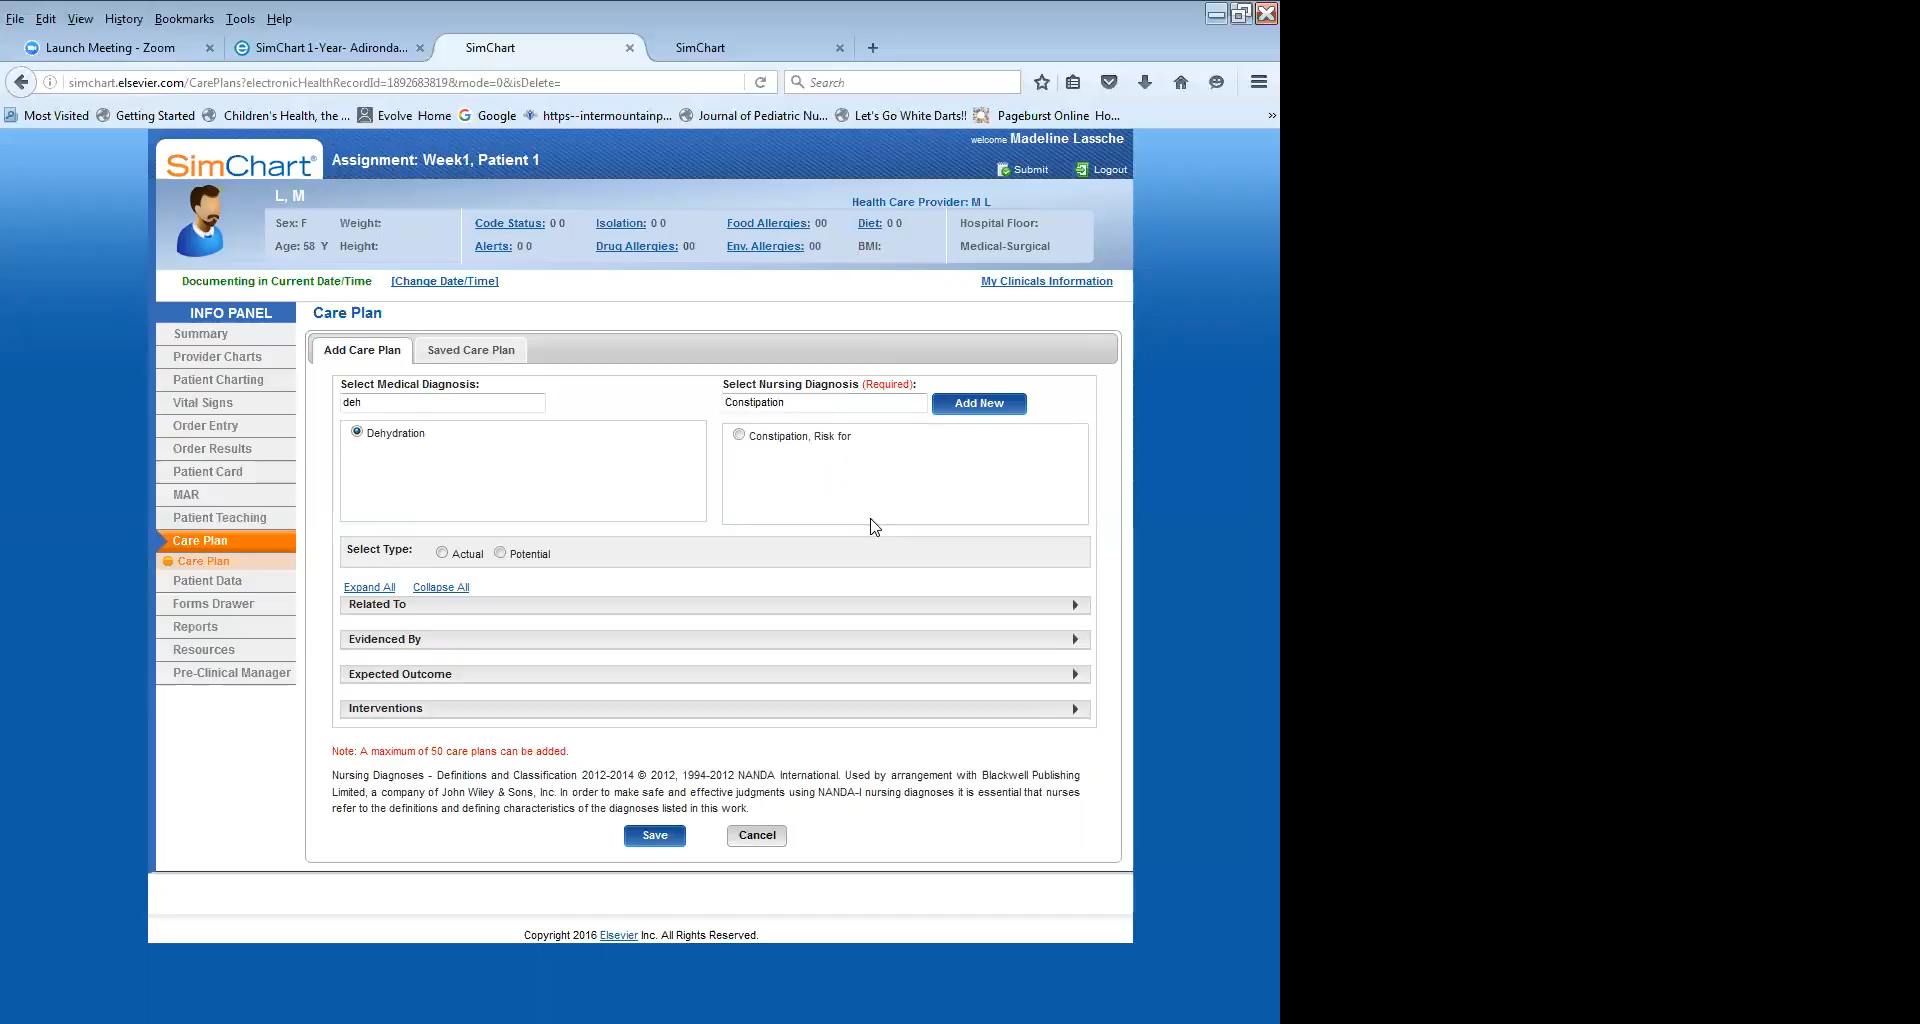 File Edit View History Bookmarks Tools Help
Launch Meeting - Zoom SimChart 1-Year- Adironda... SimChart SimChart
simchart.elsevier.com/CarePlans?electronicHealthRecordId=1892683819&mode=0&isDelete= Search
Most Visited Getting Started Children's Health, the ... Evolve Home Google https--intermountainp... Journal of Pediatric Nu... Let's Go White Darts!! Pageburst Online Ho... »
welcome Madeline Lassche
SimChart® Assignment: Week1, Patient 1
Submit Logout
L, M
Health Care Provider: M L
Sex: F Weight: Code Status: 0 0 Isolation: 0 0 Food Allergies: 00 Diet: 0 0 Hospital Floor:
Age: 58 Y Height: Alerts: 0 0 Drug Allergies: 00 Env. Allergies: 00 BMI: Medical-Surgical
Documenting in Current Date/Time [Change Date/Time] My Clinicals Information
INFO PANEL
Summary
Provider Charts
Patient Charting
Vital Signs
Order Entry
Order Results
Patient Card
MAR
Patient Teaching
Care Plan
Care Plan
Patient Data
Forms Drawer
Reports
Resources
Pre-Clinical Manager
Care Plan
Add Care Plan Saved Care Plan
Select Medical Diagnosis: Select Nursing Diagnosis (Required):
deh Constipation Add New
Dehydration Constipation, Risk for
Select Type: Actual Potential
Expand All Collapse All
Related To
Evidenced By
Expected Outcome
Interventions
Note: A maximum of 50 care plans can be added.
Nursing Diagnoses - Definitions and Classification 2012-2014 © 2012, 1994-2012 NANDA International. Used by arrangement with Blackwell Publishing
Limited, a company of John Wiley & Sons, Inc. In order to make safe and effective judgments using NANDA-I nursing diagnoses it is essential that nurses
refer to the definitions and defining characteristics of the diagnoses listed in this work.
Save Cancel
Copyright 2016 Elsevier Inc. All Rights Reserved.